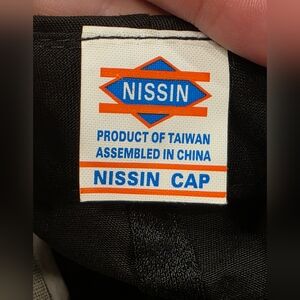 NISSIN
PRODUCT OF TAIWAN
ASSEMBLED IN CHINA
NISSIN CAP